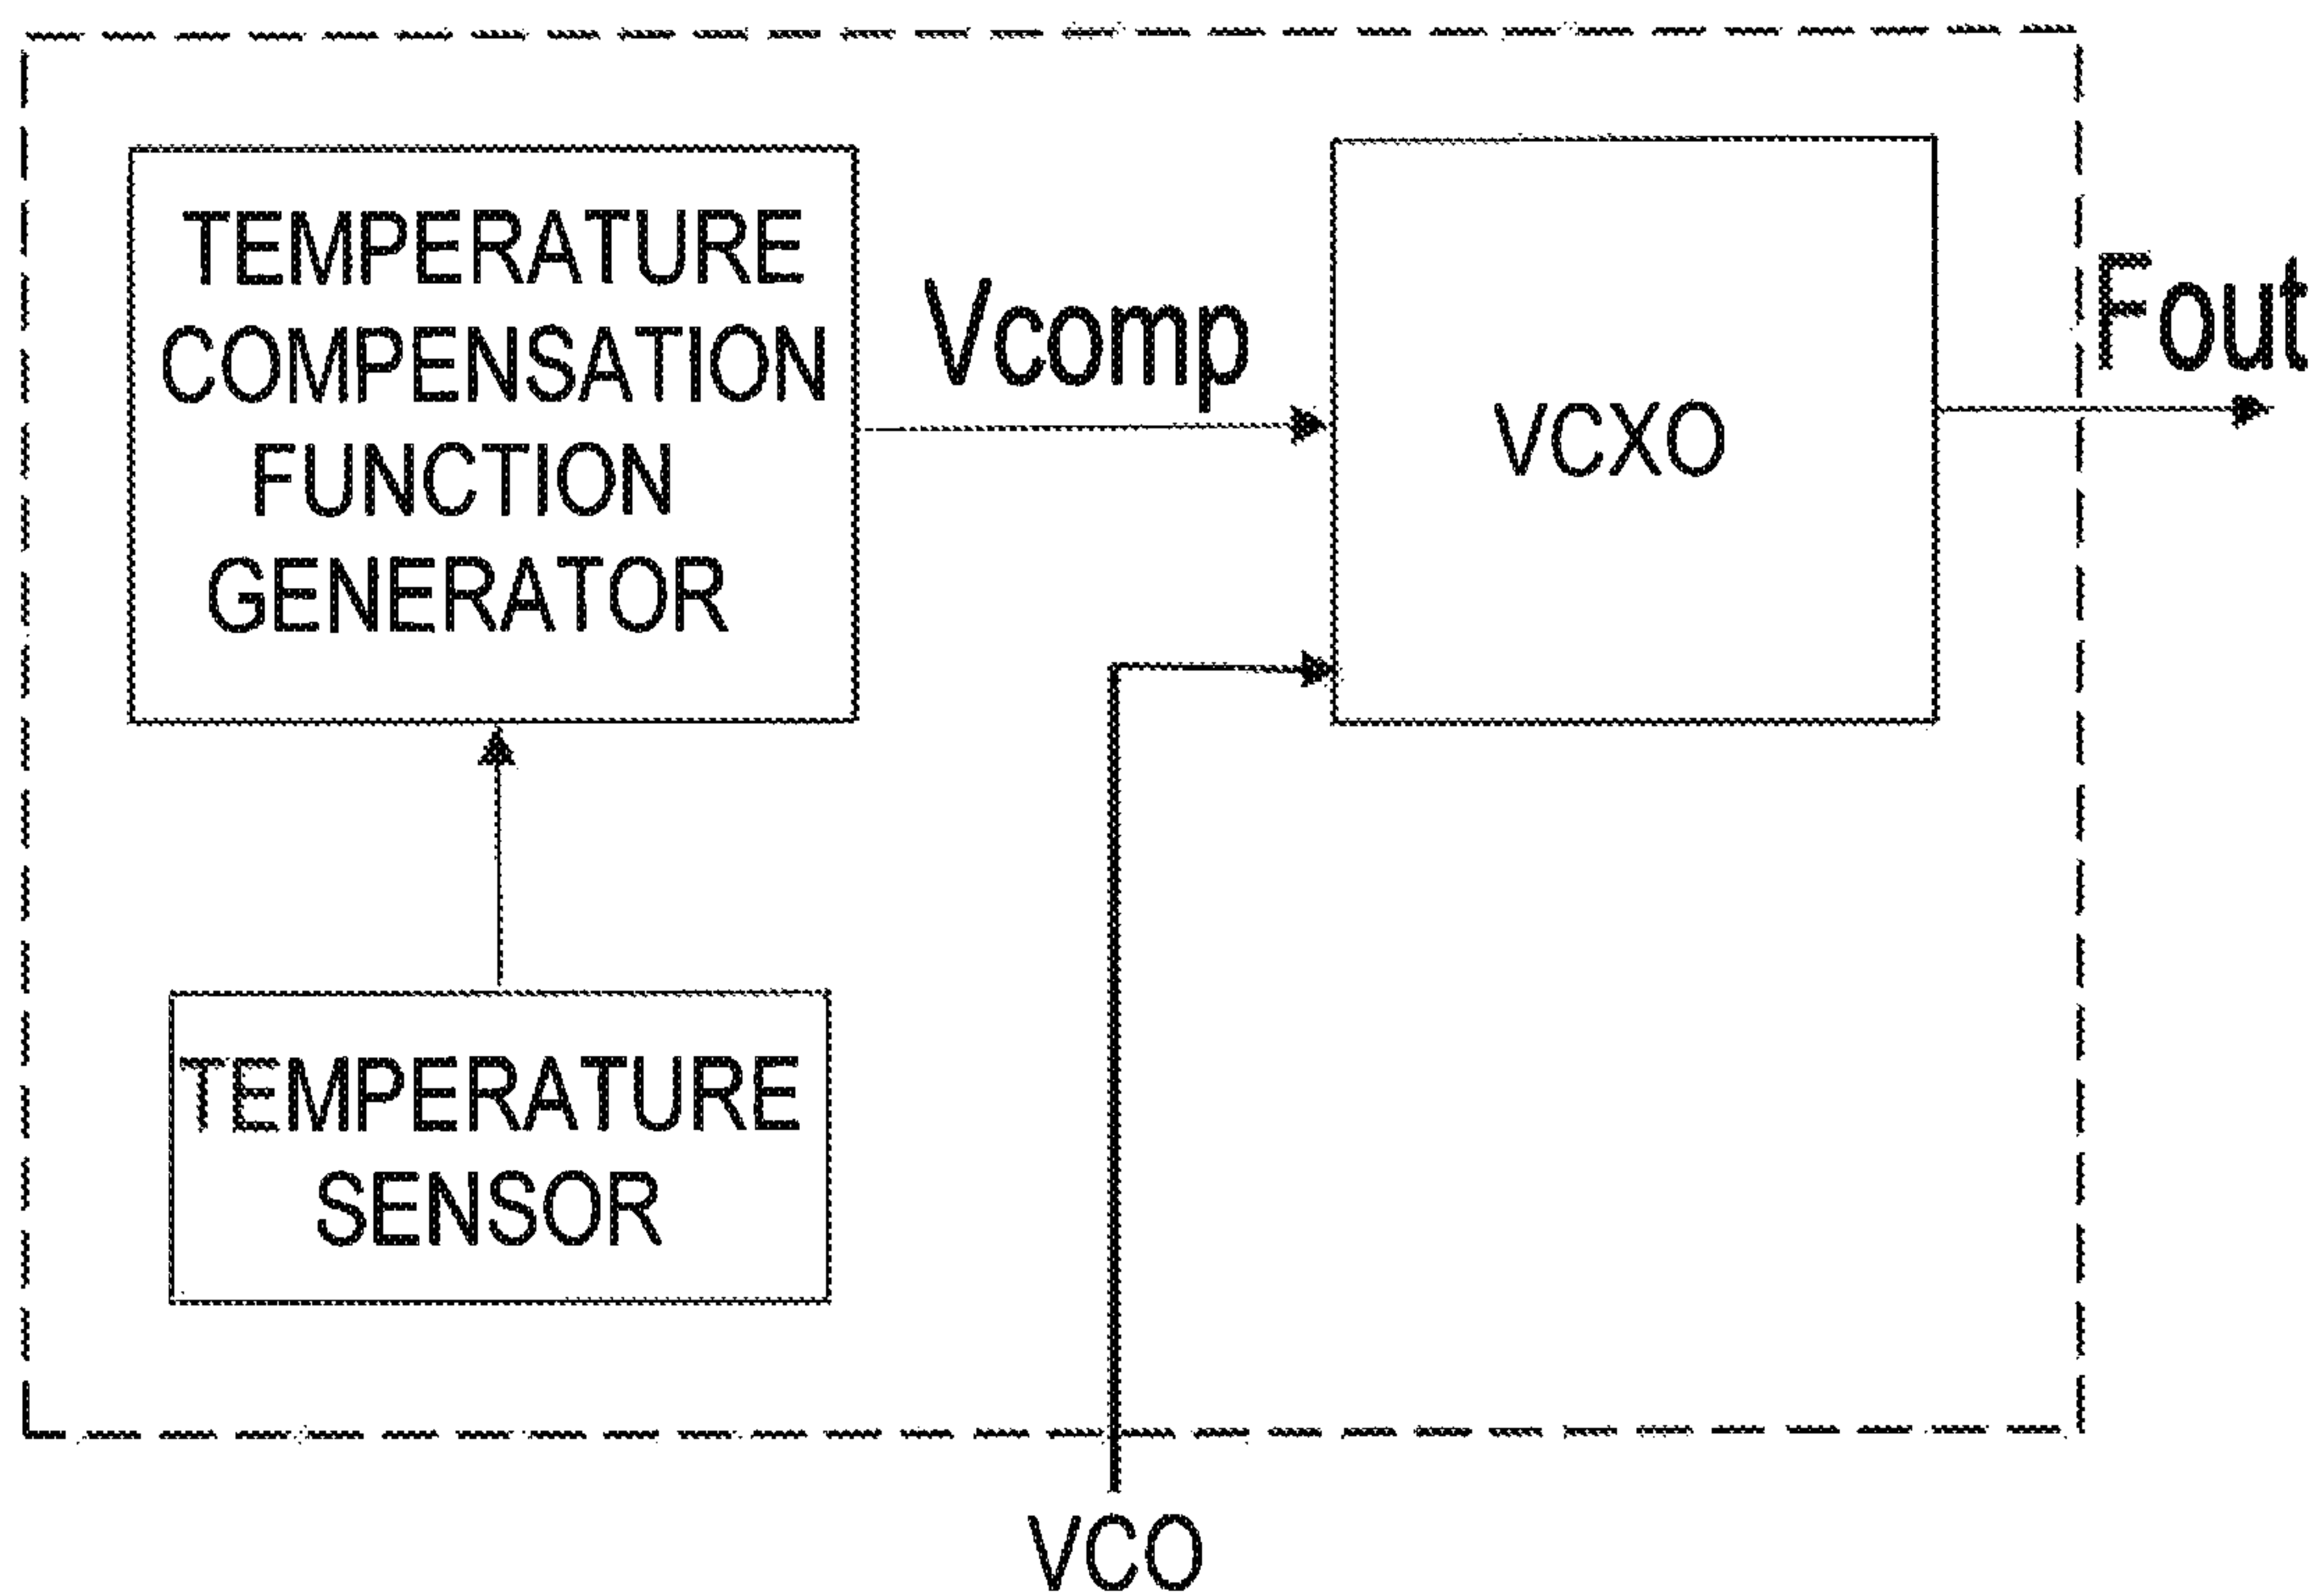 TEMPERATURE
COMPENSATION
FUNCTION
GENERATOR
Vcomp
VCXO
Fout
TEMPERATURE
SENSOR
VCO